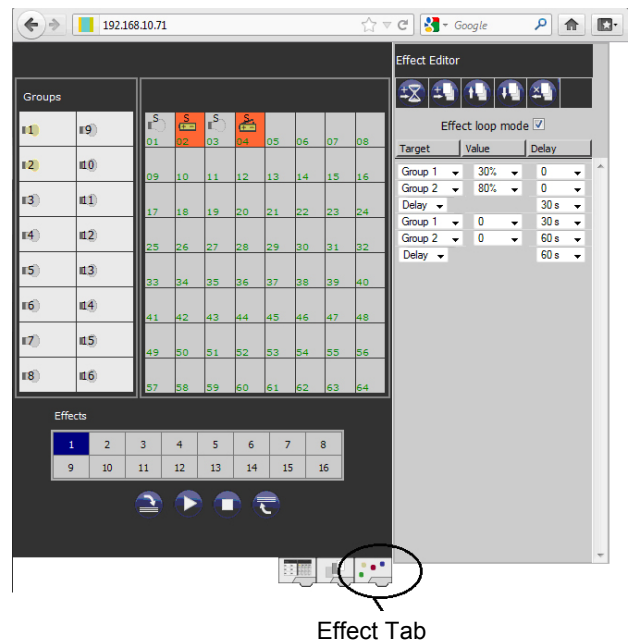 192.168.10.71
Google
Effect Editor
Groups
Effect loop mode
Target Value Delay
Group 1 30% 0
Group 2 80% 0
Delay 30 s
Group 1 0 30 s
Group 2 0 60 s
Delay 60 s
1 9
2 10
3 11
4 12
5 13
6 14
7 15
8 16
S S S S
01 02 03 04 05 06 07 08
09 10 11 12 13 14 15 16
17 18 19 20 21 22 23 24
25 26 27 28 29 30 31 32
33 34 35 36 37 38 39 40
41 42 43 44 45 46 47 48
49 50 51 52 53 54 55 56
57 58 59 60 61 62 63 64
Effects
1 2 3 4 5 6 7 8
9 10 11 12 13 14 15 16
Effect Tab